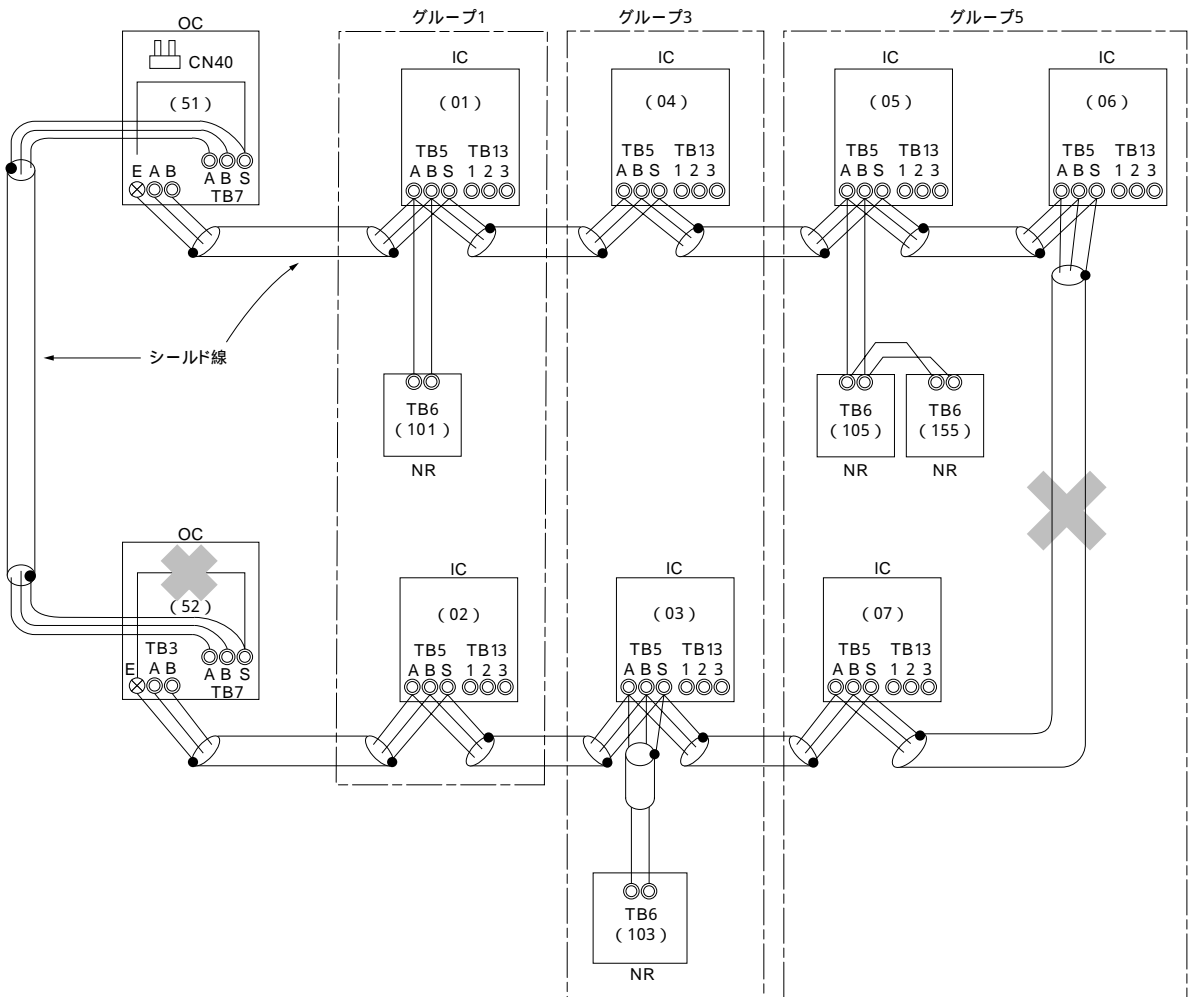 グループ1
グループ3
グループ5
OC
CN40
(51)
E A B
A B S
TB7
IC
(01)
TB5 TB13
A B S 1 2 3
IC
(04)
TB5 TB13
A B S 1 2 3
IC
(05)
TB5 TB13
A B S 1 2 3
IC
(06)
TB5 TB13
A B S 1 2 3
シールド線
TB6
(101)
NR
TB6
(105)
NR
TB6
(155)
NR
OC
(52)
TB3
E A B
A B S
TB7
IC
(02)
TB5 TB13
A B S 1 2 3
IC
(03)
TB5 TB13
A B S 1 2 3
IC
(07)
TB5 TB13
A B S 1 2 3
TB6
(103)
NR